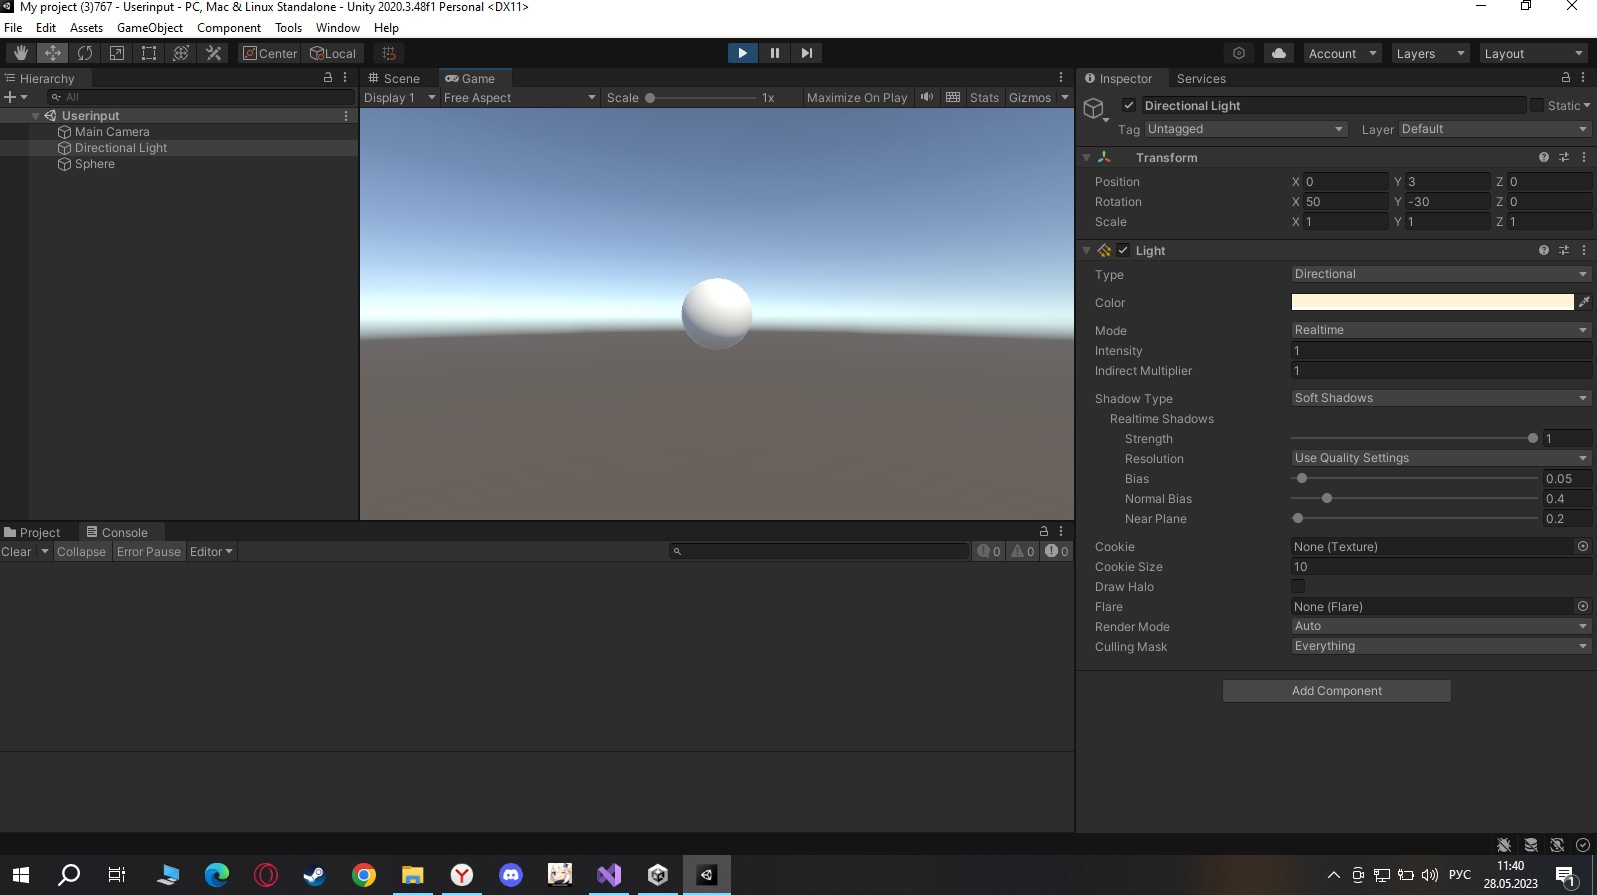 My project (3)767 - Userinput - PC, Mac & Linux Standalone - Unity 2020.3.48f1 Personal <DX11>
File Edit Assets GameObject Component Tools Window Help
Center Local Account Layers Layout
Hierarchy
All
Userinput
Main Camera
Directional Light
Sphere
Scene Game
Display 1 Free Aspect Scale 1x Maximize On Play Stats Gizmos
Inspector Services
Directional Light Static
Tag Untagged Layer Default
Transform
Position X 0 Y 3 Z 0
Rotation X 50 Y -30 Z 0
Scale X 1 Y 1 Z 1
Light
Type Directional
Color
Mode Realtime
Intensity 1
Indirect Multiplier 1
Shadow Type Soft Shadows
Realtime Shadows
Strength 1
Resolution Use Quality Settings
Bias 0.05
Normal Bias 0.4
Near Plane 0.2
Cookie None (Texture)
Cookie Size 10
Draw Halo
Flare None (Flare)
Render Mode Auto
Culling Mask Everything
Add Component
Project Console
Clear Collapse Error Pause Editor 0 0 0
РУС
11:40
28.05.2023
1